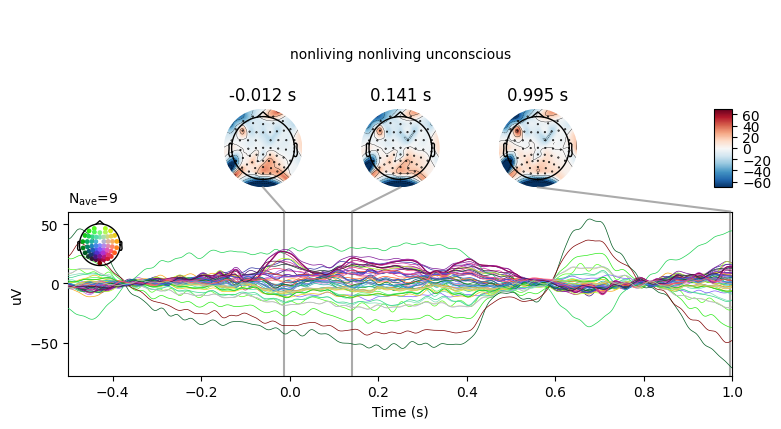 nonliving nonliving unconscious
-0.012 s 0.141 s 0.995 s
60
40
20
0
−20
−40
−60
Nave=9
50
0
−50
uV
−0.4 −0.2 0.0 0.2 0.4 0.6 0.8 1.0
Time (s)